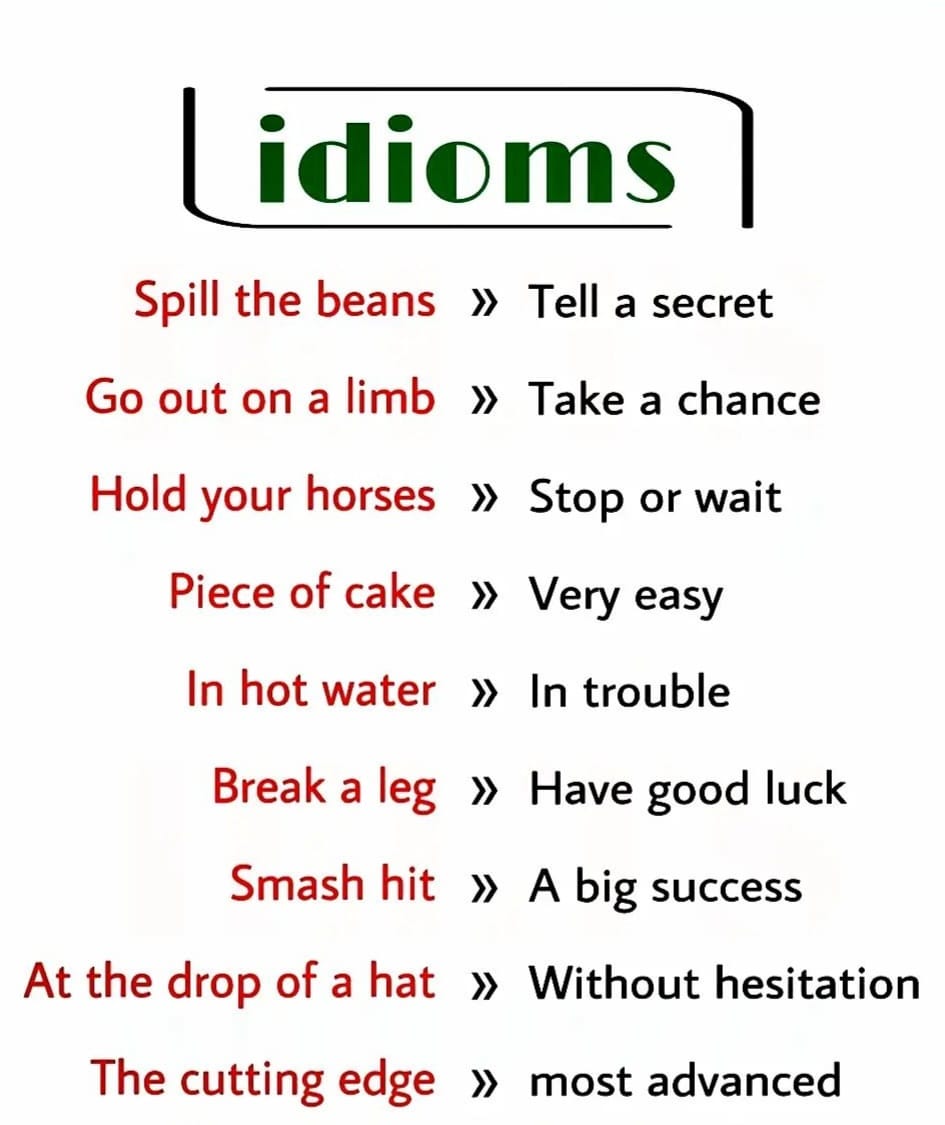 idioms
Spill the beans » Tell a secret
Go out on a limb » Take a chance
Hold your horses » Stop or wait
Piece of cake » Very easy
In hot water » In trouble
Break a leg » Have good luck
Smash hit » A big success
At the drop of a hat » Without hesitation
The cutting edge » most advanced